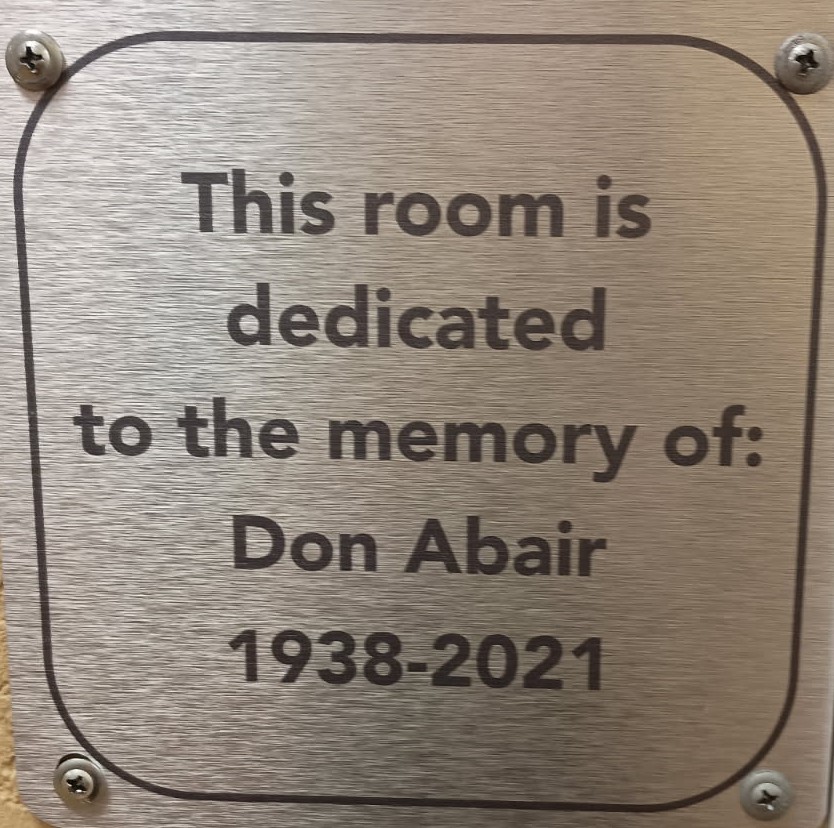 This room is
dedicated
to the memory of:
Don Abair
1938-2021